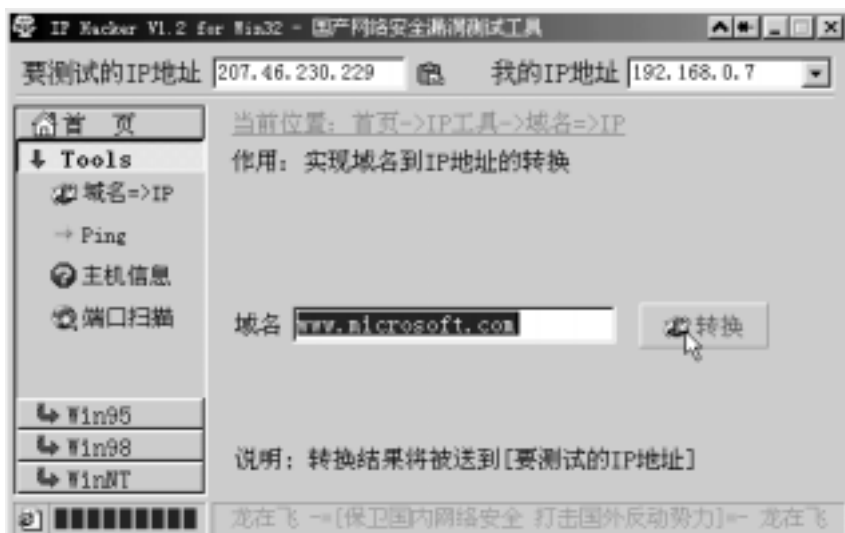 IP Hacker V1.2 for Win32 - 国产网络安全漏洞测试工具
要测试的IP地址 207.46.230.229 我的IP地址 192.168.0.7
首 页
Tools
域名=>IP
Ping
主机信息
端口扫描
Win95
Win98
WinNT
当前位置: 首页->IP工具->域名=>IP
作用: 实现域名到IP地址的转换
域名 www.microsoft.com 转换
说明: 转换结果将被送到[要测试的IP地址]
龙在飞 -=[保卫国内网络安全 打击国外反动势力]=- 龙在飞